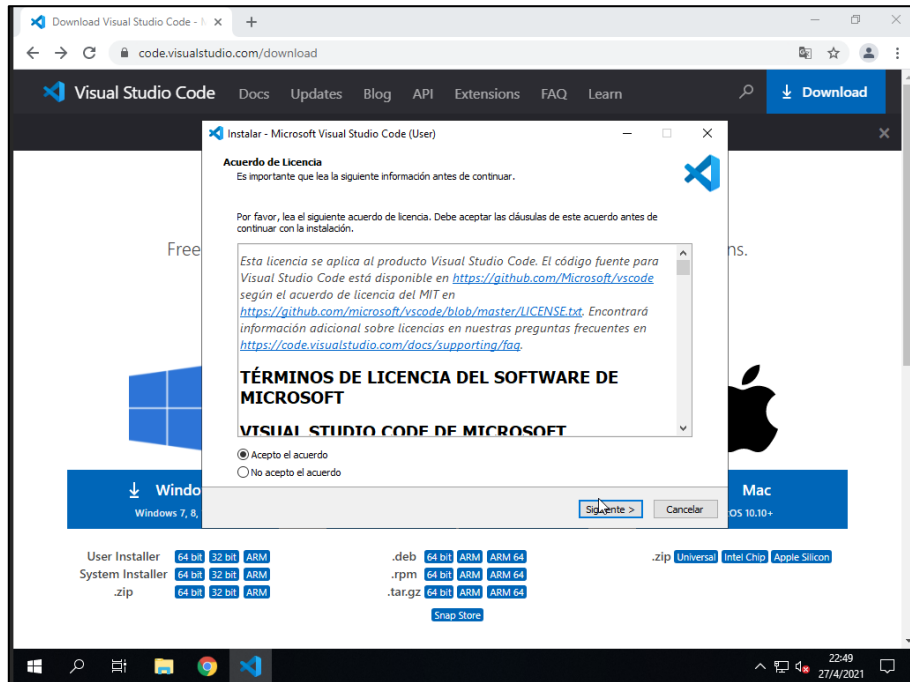 Download Visual Studio Code - M
code.visualstudio.com/download
Visual Studio Code Docs Updates Blog API Extensions FAQ Learn Download
Instalar - Microsoft Visual Studio Code (User)
Acuerdo de Licencia
Es importante que lea la siguiente información antes de continuar.
Por favor, lea el siguiente acuerdo de licencia. Debe aceptar las cláusulas de este acuerdo antes de
continuar con la instalación.
Free
ns.
Esta licencia se aplica al producto Visual Studio Code. El código fuente para
Visual Studio Code está disponible en https://github.com/Microsoft/vscode
según el acuerdo de licencia del MIT en
https://github.com/microsoft/vscode/blob/master/LICENSE.txt. Encontrará
información adicional sobre licencias en nuestras preguntas frecuentes en
https://code.visualstudio.com/docs/supporting/faq.
TÉRMINOS DE LICENCIA DEL SOFTWARE DE
MICROSOFT
VISUAL STUDIO CODE DE MICROSOFT
Acepto el acuerdo
No acepto el acuerdo
Siguiente > Cancelar
Windo
Windows 7, 8,
Mac
OS 10.10+
User Installer 64 bit 32 bit ARM
System Installer 64 bit 32 bit ARM
.zip 64 bit 32 bit ARM
.deb 64 bit ARM ARM 64
.rpm 64 bit ARM ARM 64
.tar.gz 64 bit ARM ARM 64
Snap Store
.zip Universal Intel Chip Apple Silicon
22:49
27/4/2021